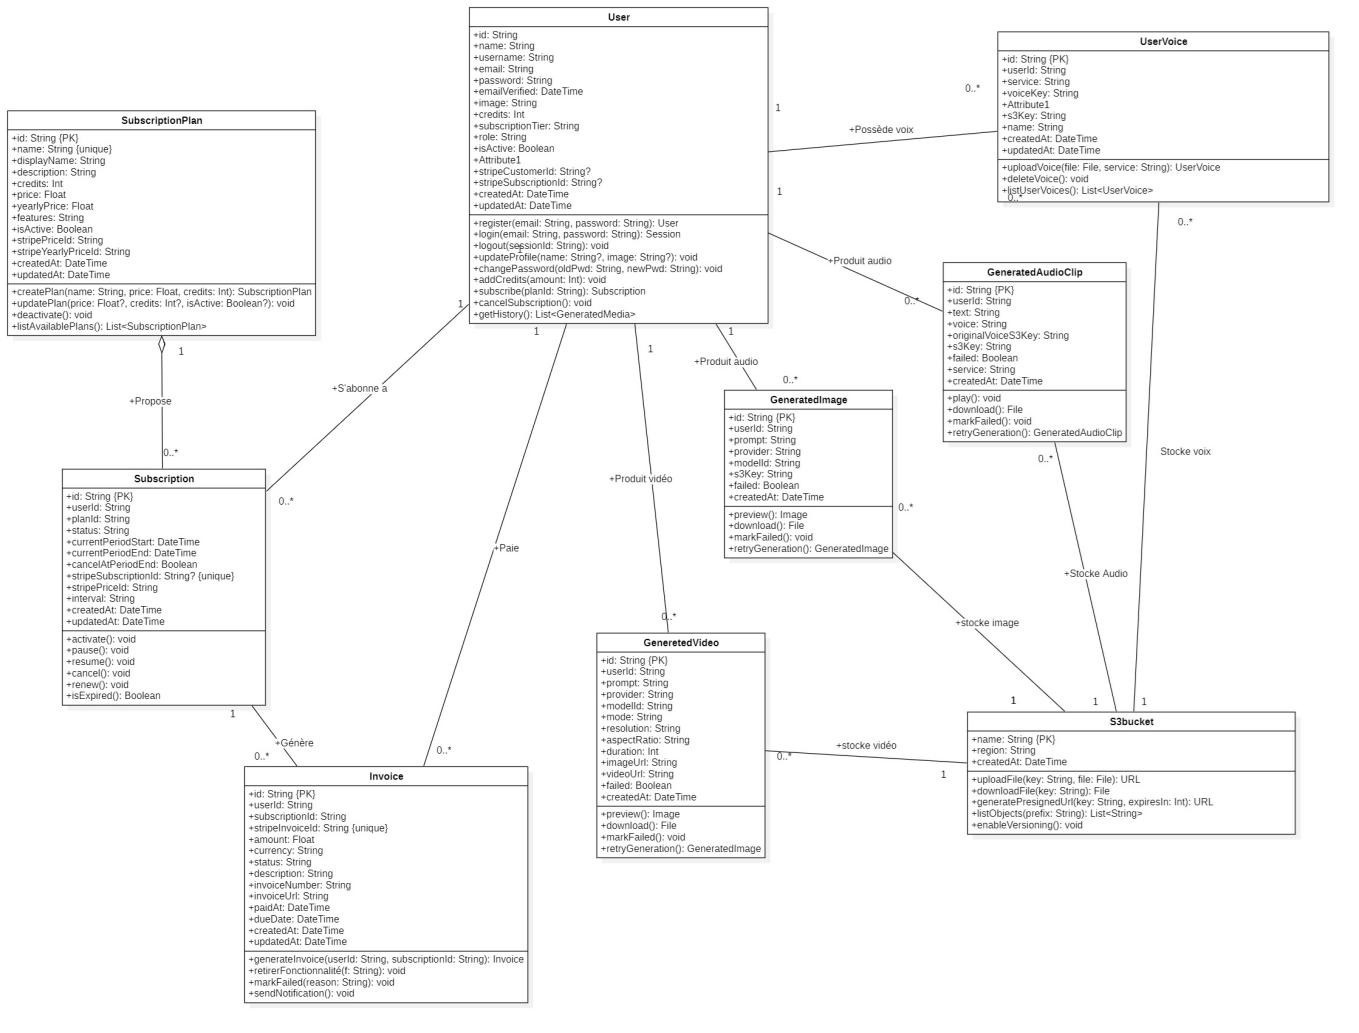 User
+id: String
+name: String
+username: String
+email: String
+password: String
+emailVerified: DateTime
+image: String
+credits: Int
+subscriptionTier: String
+role: String
+isActive: Boolean
+Attribute1
+stripeCustomerId: String?
+stripeSubscriptionId: String?
+createdAt: DateTime
+updatedAt: DateTime
+register(email: String, password: String): User
+login(email: String, password: String): Session
+logout(sessionId: String): void
+updateProfile(name: String?, image: String?): void
+changePassword(oldPwd: String, newPwd: String): void
+addCredits(amount: Int): void
+subscribe(planId: String): Subscription
+cancelSubscription(): void
+getHistory(): List<GeneratedMedia>
UserVoice
+id: String {PK}
+userId: String
+service: String
+voiceKey: String
+Attribute1
+s3Key: String
+name: String
+createdAt: DateTime
+updatedAt: DateTime
+uploadVoice(file: File, service: String): UserVoice
+deleteVoice(): void
+listUserVoices(): List<UserVoice>
0..*
1
0..*
+Possède voix
1
0..*
SubscriptionPlan
+id: String {PK}
+name: String {unique}
+displayName: String
+description: String
+credits: Int
+price: Float
+yearlyPrice: Float
+features: String
+isActive: Boolean
+stripePriceId: String
+stripeYearlyPriceId: String
+createdAt: DateTime
+updatedAt: DateTime
+createPlan(name: String, price: Float, credits: Int): SubscriptionPlan
+updatePlan(price: Float?, credits: Int?, isActive: Boolean?): void
+deactivate(): void
+listAvailablePlans(): List<SubscriptionPlan>
+Produit audio
0..*
GeneratedAudioClip
+id: String {PK}
+userId: String
+text: String
+voice: String
+originalVoiceS3Key: String
+s3Key: String
+failed: Boolean
+service: String
+createdAt: DateTime
+play(): void
+download(): File
+markFailed(): void
+retryGeneration(): GeneratedAudioClip
1
1
1
1
1
+Propose
+S'abonne a
+Produit audio
0..*
GeneratedImage
+id: String {PK}
+userId: String
+prompt: String
+provider: String
+modelId: String
+s3Key: String
+failed: Boolean
+createdAt: DateTime
+preview(): Image
+download(): File
+markFailed(): void
+retryGeneration(): GeneratedImage
0..*
0..*
0..*
0..*
Stocke voix
Subscription
+id: String {PK}
+userId: String
+planId: String
+status: String
+currentPeriodStart: DateTime
+currentPeriodEnd: DateTime
+cancelAtPeriodEnd: Boolean
+stripeSubscriptionId: String? {unique}
+stripePriceId: String
+interval: String
+createdAt: DateTime
+updatedAt: DateTime
+activate(): void
+pause(): void
+resume(): void
+cancel(): void
+renew(): void
+isExpired(): Boolean
+Produit vidéo
+Paie
+Stocke Audio
+stocke image
0..*
GeneretedVideo
+id: String {PK}
+userId: String
+prompt: String
+provider: String
+modelId: String
+mode: String
+resolution: String
+aspectRatio: String
+duration: Int
+imageUrl: String
+videoUrl: String
+failed: Boolean
+createdAt: DateTime
+preview(): Image
+download(): File
+markFailed(): void
+retryGeneration(): GeneratedImage
1
1
1
S3bucket
+name: String {PK}
+region: String
+createdAt: DateTime
+uploadFile(key: String, file: File): URL
+downloadFile(key: String): File
+generatePresignedUrl(key: String, expiresIn: Int): URL
+listObjects(prefix: String): List<String>
+enableVersioning(): void
1
+Génère
0..*
0..*
+stocke vidéo
0..*
1
Invoice
+id: String {PK}
+userId: String
+subscriptionId: String
+stripeInvoiceId: String {unique}
+amount: Float
+currency: String
+status: String
+description: String
+invoiceNumber: String
+invoiceUrl: String
+paidAt: DateTime
+dueDate: DateTime
+createdAt: DateTime
+updatedAt: DateTime
+generateInvoice(userId: String, subscriptionId: String): Invoice
+retirerFonctionnalité(f: String): void
+markFailed(reason: String): void
+sendNotification(): void